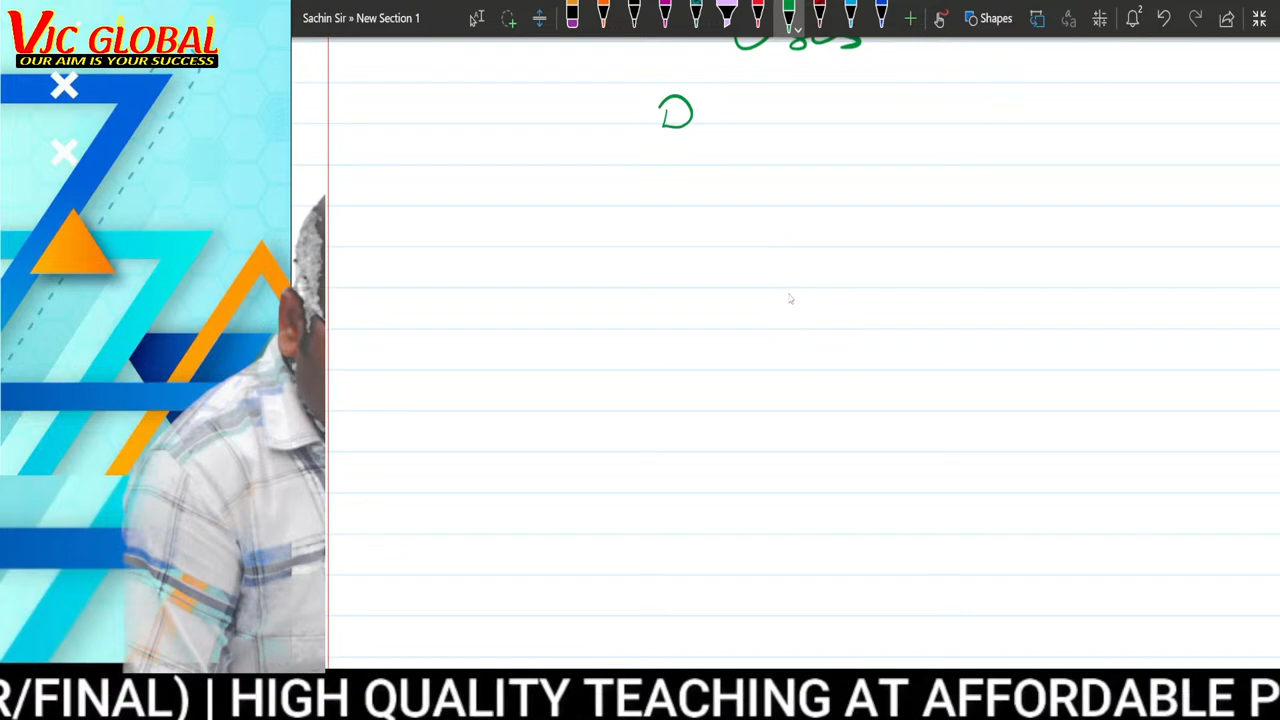 VJC GLOBAL
OUR AIM IS YOUR SUCCESS
Sachin Sir » New Section 1
Shapes
2
D
R/FINAL) | HIGH QUALITY TEACHING AT AFFORDABLE P